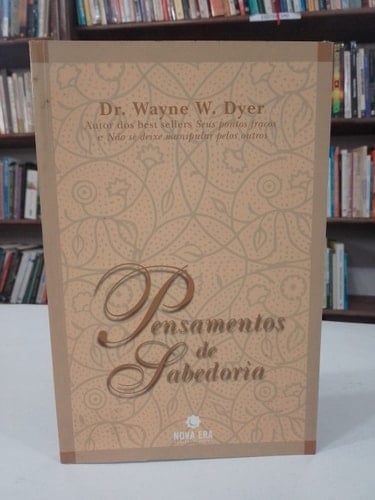 Dr. Wayne W. Dyer
Autor dos best sellers Seus pontos fracos
e Não se deixe manipular pelos outros
Pensamentos
de
Sabedoria
NOVA ERA